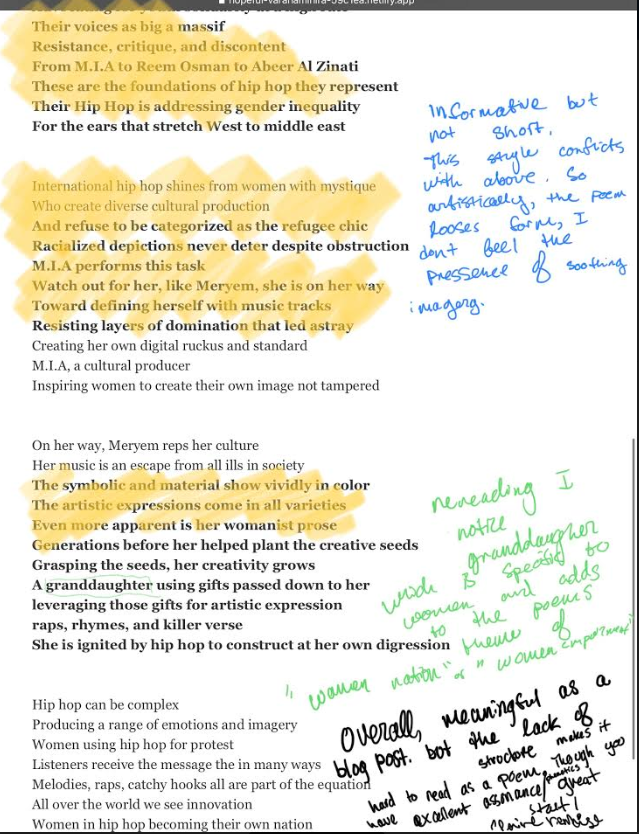 Their voices as big a massif
Resistance, critique, and discontent
From M.I.A to Reem Osman to Abeer Al Zinati
These are the foundations of hip hop they represent
Their Hip Hop is addressing gender inequality
For the ears that stretch West to middle east
Informative but
not short.
This style conflicts
with above. So
artistically, the poem
looses form, I
dont feel the
pressence of soothing
imagery.
International hip hop shines from women with mystique
Who create diverse cultural production
And refuse to be categorized as the refugee chic
Racialized depictions never deter despite obstruction
M.I.A performs this task
Watch out for her, like Meryem, she is on her way
Toward defining herself with music tracks
Resisting layers of domination that led astray
Creating her own digital ruckus and standard
M.I.A, a cultural producer
Inspiring women to create their own image not tampered
On her way, Meryem reps her culture
Her music is an escape from all ills in society
The symbolic and material show vividly in color
The artistic expressions come in all varieties
Even more apparent is her womanist prose
Generations before her helped plant the creative seeds
Grasping the seeds, her creativity grows
A granddaughter using gifts passed down to her
leveraging those gifts for artistic expression
raps, rhymes, and killer verse
She is ignited by hip hop to construct at her own digression
rereading I
notice
granddaughter
which is specific to
women and adds
to the poems
theme of
"women nation" or "women empowerment"
Hip hop can be complex
Producing a range of emotions and imagery
Women using hip hop for protest
Listeners receive the message the in many ways
Melodies, raps, catchy hooks all are part of the equation
All over the world we see innovation
Women in hip hop becoming their own nation
Overall, meaningful as a
blog post. but the lack of
structure makes it
hard to read as a poem. Though you
have excellent assonance/
great
start!